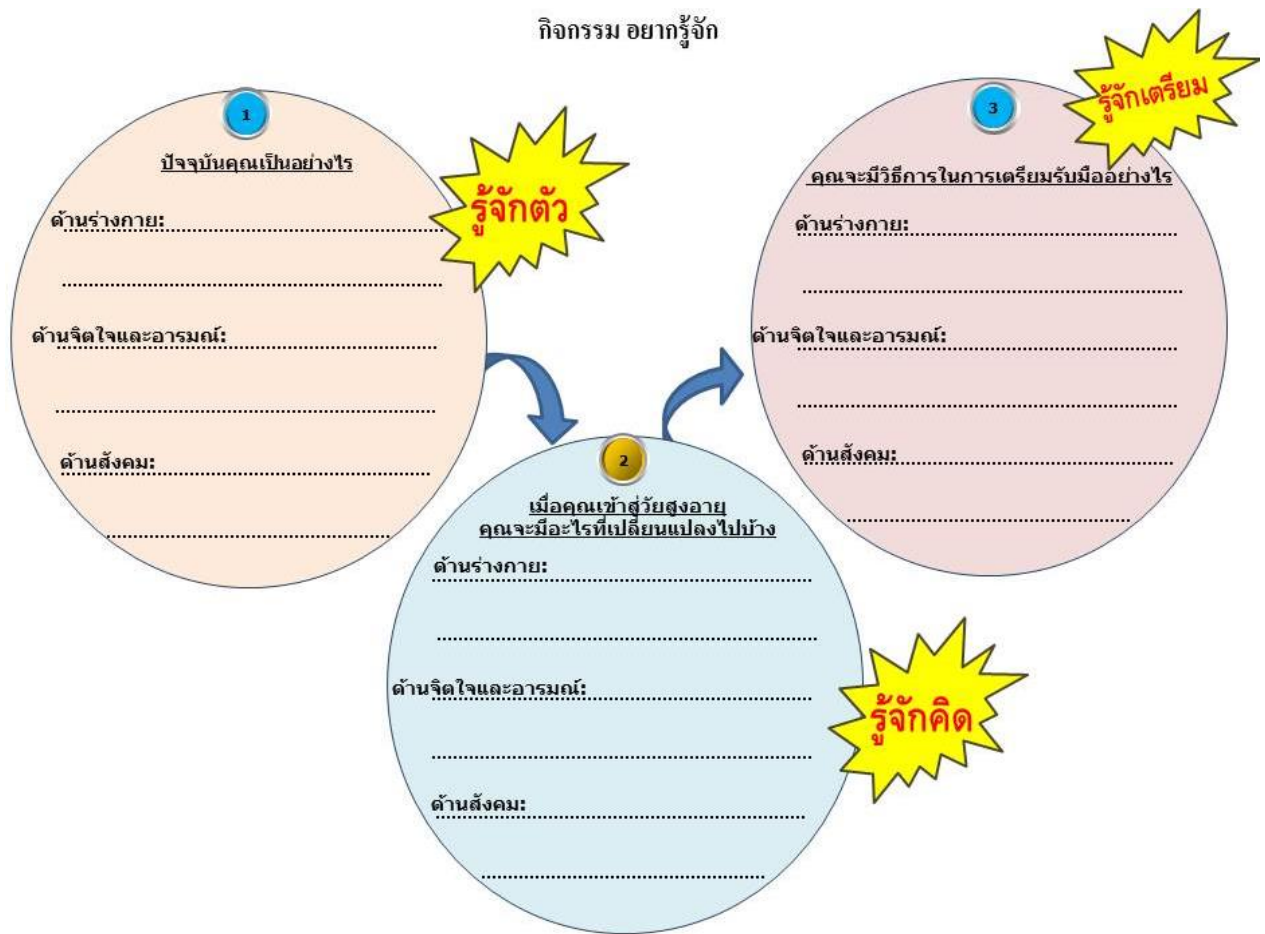 กิจกรรม อยากรู้จัก
1
ปัจจุบันคุณเป็นอย่างไร
ด้านร่างกาย:
ด้านจิตใจและอารมณ์:
ด้านสังคม:
รู้จักตัว
2
เมื่อคุณเข้าสู่วัยสูงอายุ
คุณจะมีอะไรที่เปลี่ยนแปลงไปบ้าง
ด้านร่างกาย:
ด้านจิตใจและอารมณ์:
ด้านสังคม:
รู้จักคิด
3
รู้จักเตรียม
คุณจะมีวิธีการในการเตรียมรับมืออย่างไร
ด้านร่างกาย:
ด้านจิตใจและอารมณ์:
ด้านสังคม: